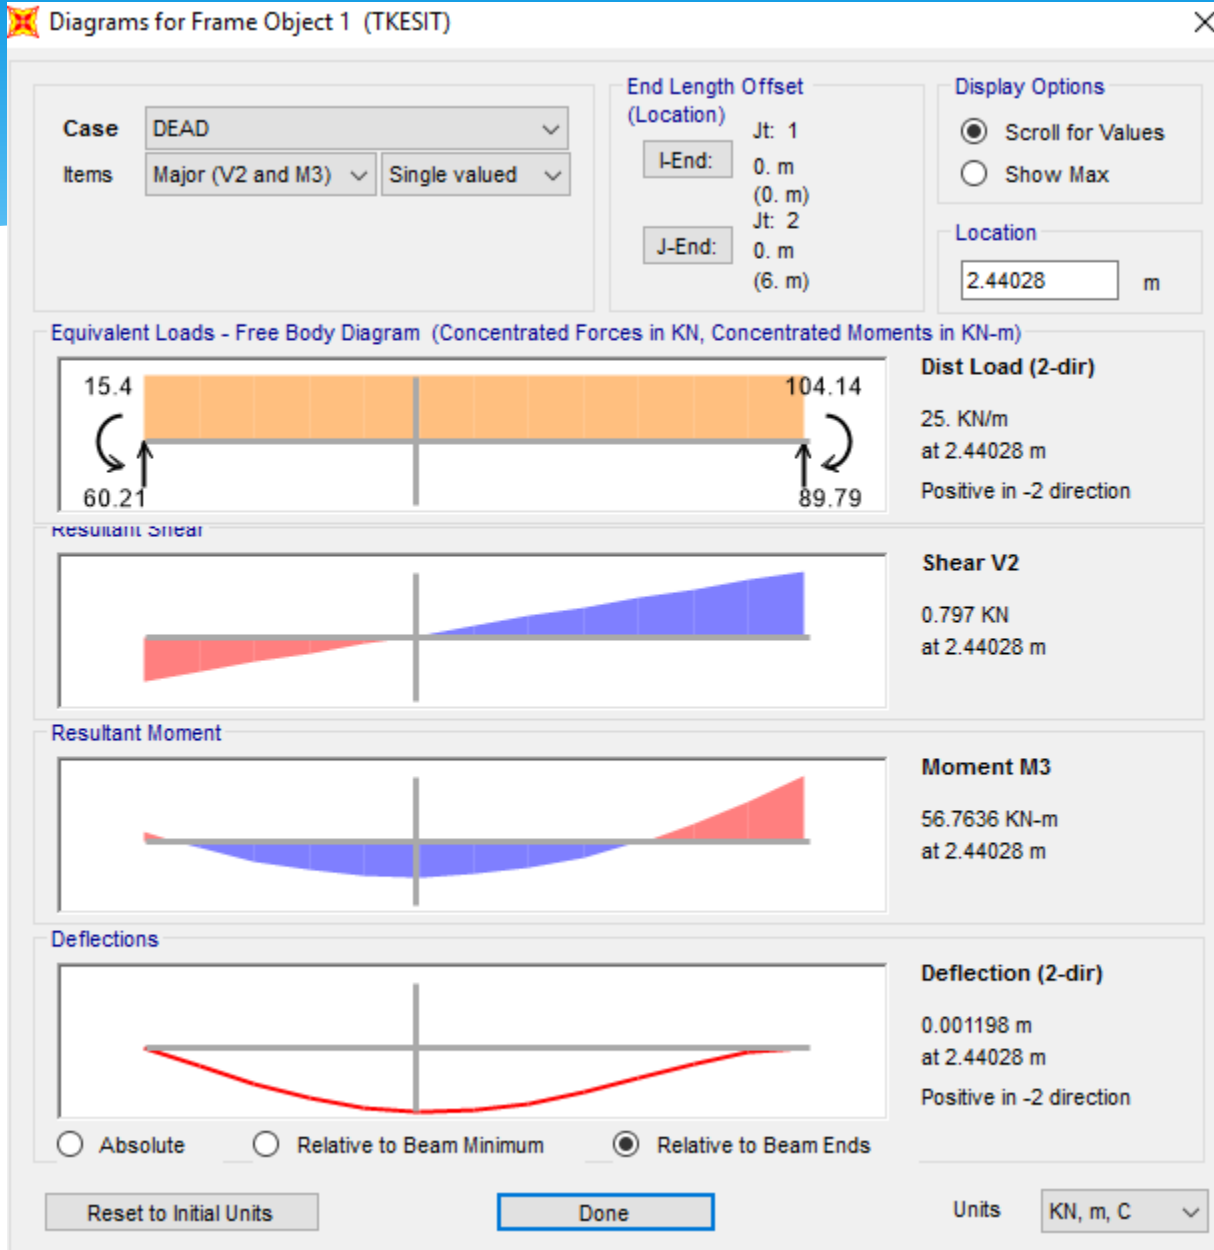 Diagrams for Frame Object 1 (TKESIT)
Case DEAD
Items Major (V2 and M3) Single valued
End Length Offset
(Location)
I-End: Jt: 1
0. m
(0. m)
J-End: Jt: 2
0. m
(6. m)
Display Options
Scroll for Values
Show Max
Location
2.44028 m
Equivalent Loads - Free Body Diagram (Concentrated Forces in KN, Concentrated Moments in KN-m)
15.4 104.14
60.21 89.79
Dist Load (2-dir)
25. KN/m
at 2.44028 m
Positive in -2 direction
Resultant Shear
Shear V2
0.797 KN
at 2.44028 m
Resultant Moment
Moment M3
56.7636 KN-m
at 2.44028 m
Deflections
Deflection (2-dir)
0.001198 m
at 2.44028 m
Positive in -2 direction
Absolute Relative to Beam Minimum Relative to Beam Ends
Reset to Initial Units Done Units KN, m, C